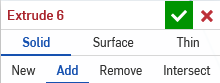 Extrude 6
Solid Surface Thin
New Add Remove Intersect